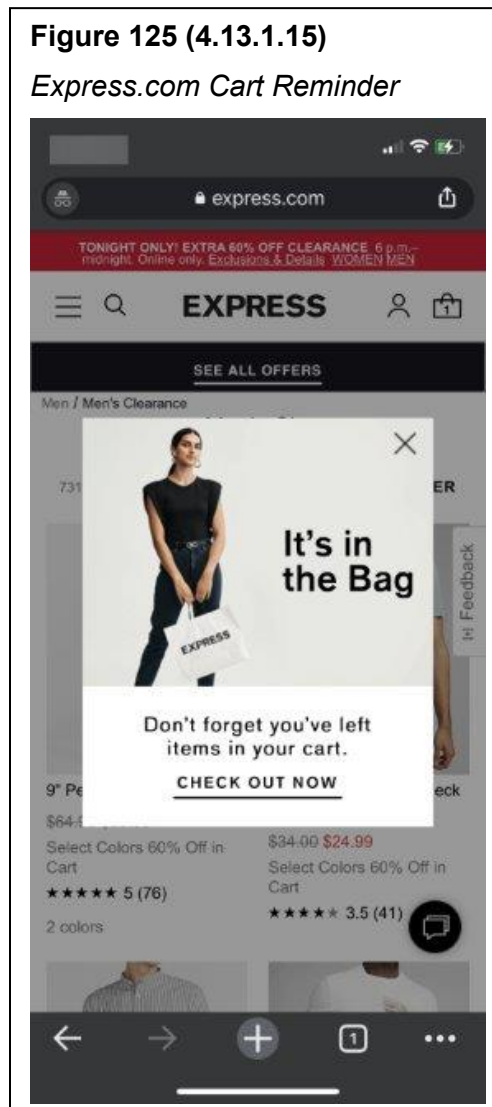 Figure 125 (4.13.1.15)
Express.com Cart Reminder
express.com
TONIGHT ONLY! EXTRA 60% OFF CLEARANCE 6 p.m.–
midnight. Online only. Exclusions & Details WOMEN MEN
EXPRESS
1
SEE ALL OFFERS
Men / Men's Clearance
731
ER
It's in
the Bag
Feedback
EXPRESS
Don't forget you've left
items in your cart.
CHECK OUT NOW
9" Pe
eck
$34.00 $24.99
Select Colors 60% Off in
Cart
5 (76)
2 colors
Select Colors 60% Off in
Cart
3.5 (41)
1